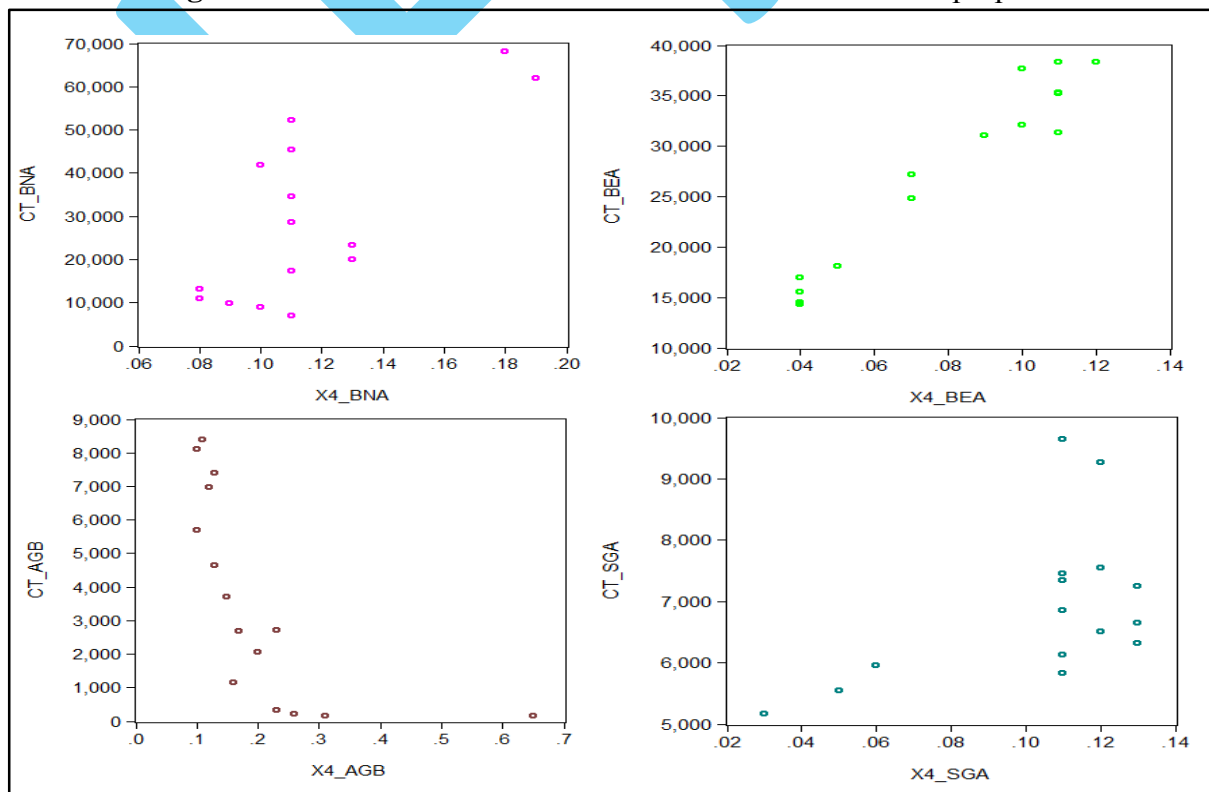 70,000
60,000
50,000
40,000
30,000
20,000
10,000
0
CT_BNA
.06 .08 .10 .12 .14 .16 .18 .20
X4_BNA
40,000
35,000
30,000
25,000
20,000
15,000
10,000
CT_BEA
.02 .04 .06 .08 .10 .12 .14
X4_BEA
9,000
8,000
7,000
6,000
5,000
4,000
3,000
2,000
1,000
0
CT_AGB
.0 .1 .2 .3 .4 .5 .6 .7
X4_AGB
10,000
9,000
8,000
7,000
6,000
5,000
CT_SGA
.02 .04 .06 .08 .10 .12 .14
X4_SGA